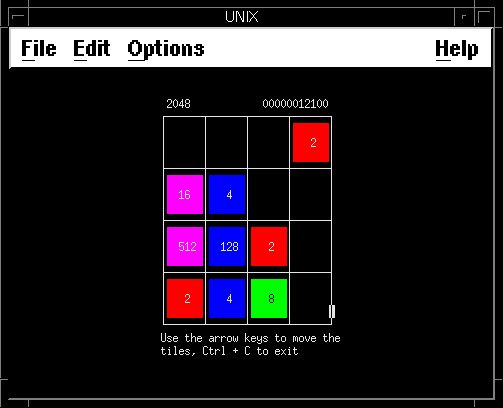 UNIX
File Edit Options Help
2048 00000012100
2
16 4
512 128 2
2 4 8
Use the arrow keys to move the
tiles, Ctrl + C to exit